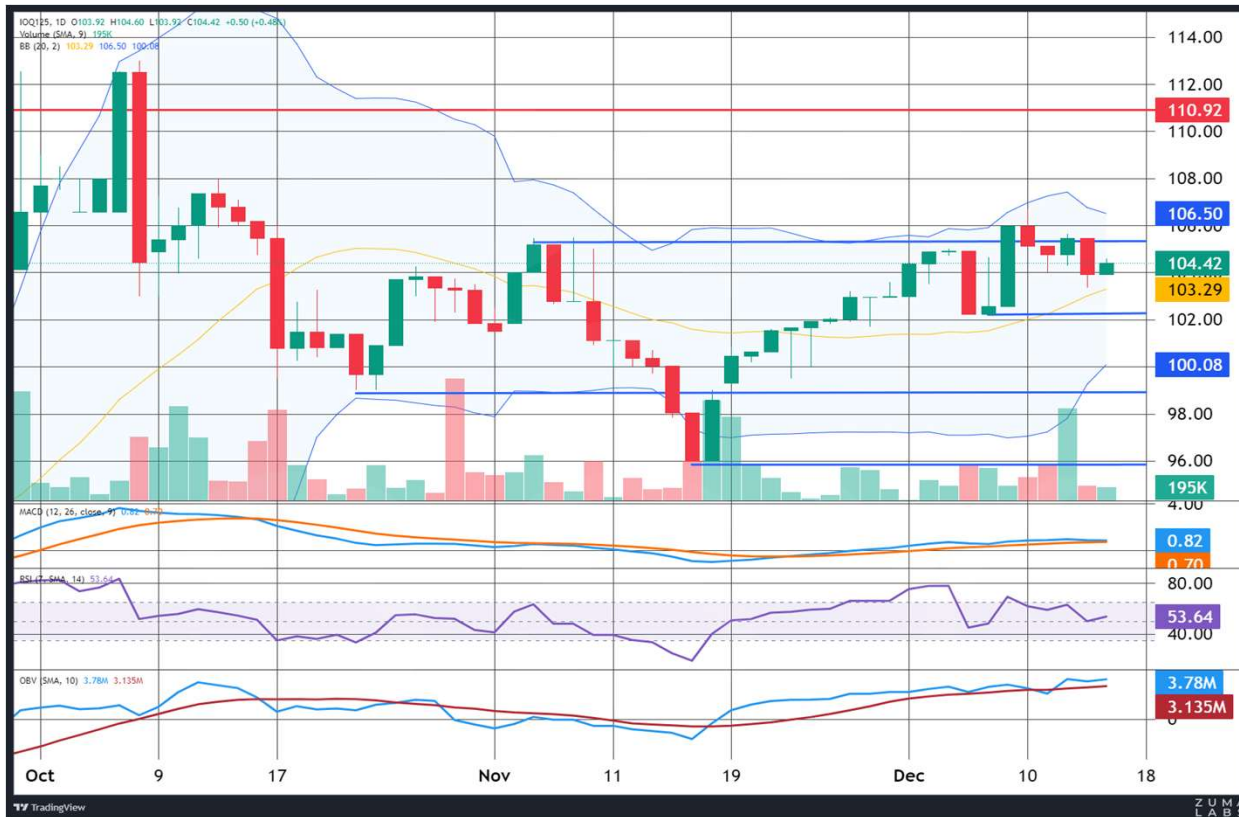 IOQ125, 1D O103.92 H104.60 L103.92 C104.42 +0.50 (+0.48%)
Volume (SMA, 9) 195K
BB (20, 2) 103.29 106.50 100.08
114.00
112.00
110.92
110.00
108.00
106.50
106.00
104.42
103.29
102.00
100.08
98.00
96.00
195K
MACD (12, 26, close, 9) 0.82 0.70
4.00
0.82
0.70
RSI (7, SMA, 14) 53.64
80.00
53.64
40.00
OBV (SMA, 10) 3.78M 3.135M
3.78M
3.135M
0
Oct 9 17 Nov 11 19 Dec 10 18
TradingView
ZUMA
LABS